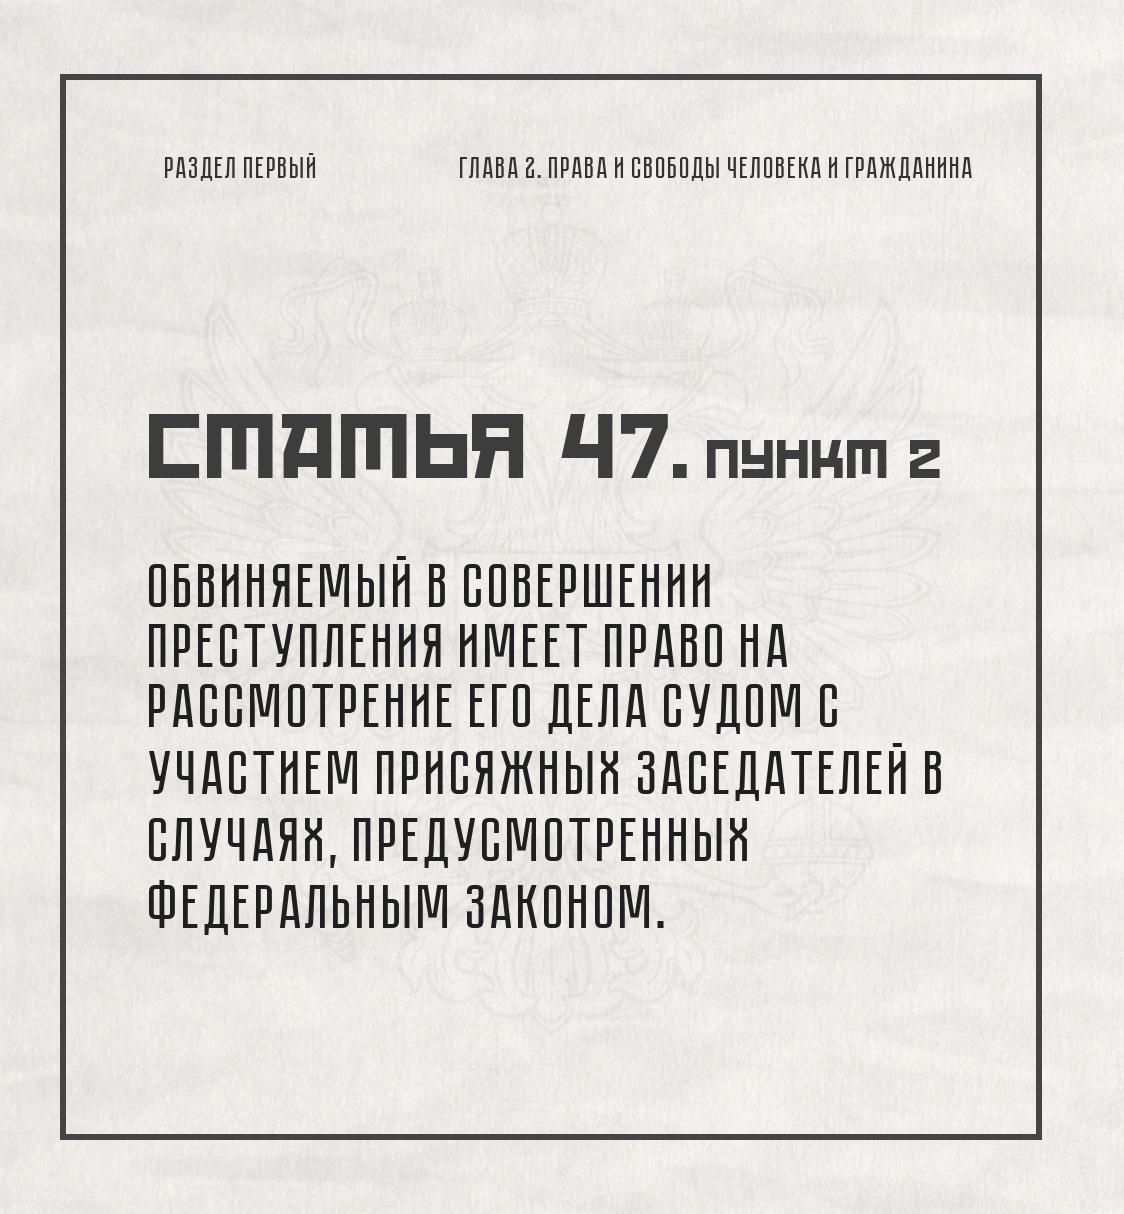 РАЗДЕЛ ПЕРВЫЙ
ГЛАВА 2. ПРАВА И СВОБОДЫ ЧЕЛОВЕКА И ГРАЖДАНИНА
СТАТЬЯ 47. ПУНКТ 2
ОБВИНЯЕМЫЙ В СОВЕРШЕНИИ
ПРЕСТУПЛЕНИЯ ИМЕЕТ ПРАВО НА
РАССМОТРЕНИЕ ЕГО ДЕЛА СУДОМ С
УЧАСТИЕМ ПРИСЯЖНЫХ ЗАСЕДАТЕЛЕЙ В
СЛУЧАЯХ, ПРЕДУСМОТРЕННЫХ
ФЕДЕРАЛЬНЫМ ЗАКОНОМ.